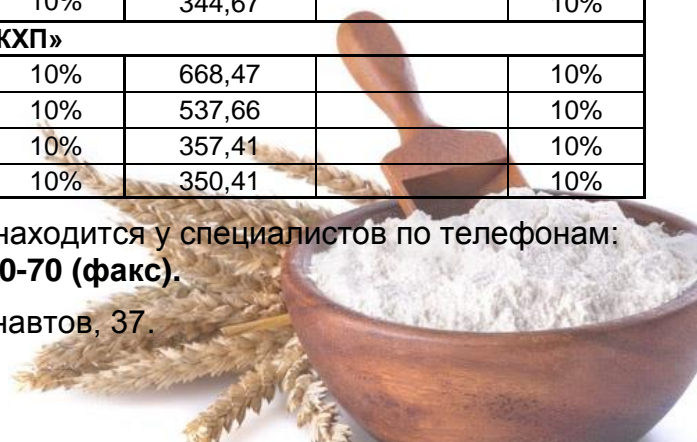 10% 344,67 10%
КХП»
10% 668,47 10%
10% 537,66 10%
10% 357,41 10%
10% 350,41 10%
находится у специалистов по телефонам:
0-70 (факс).
навтов, 37.